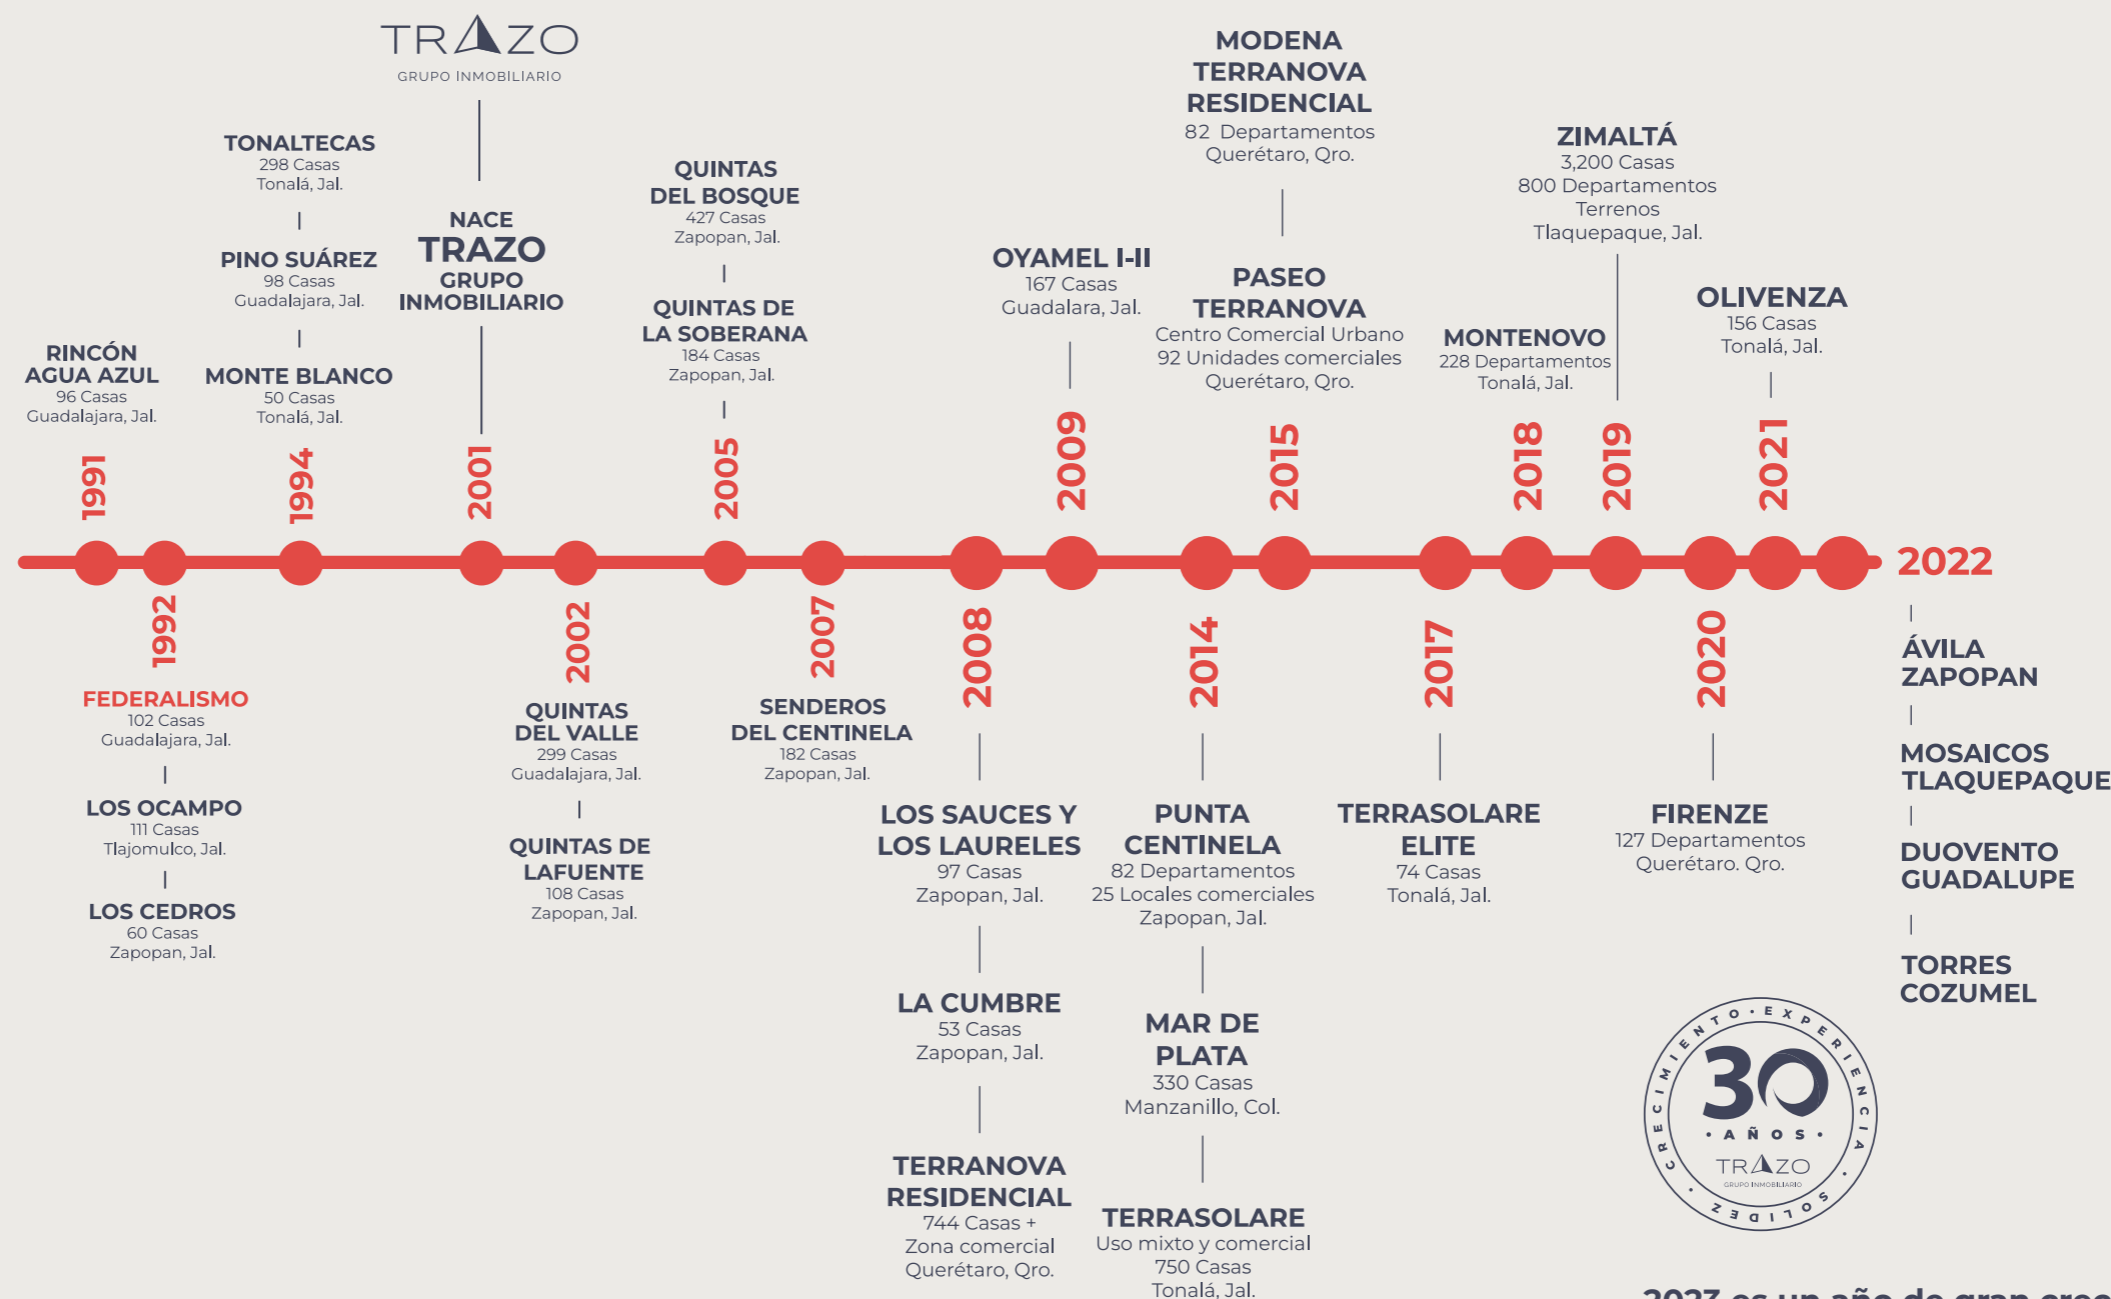 TRAZO
GRUPO INMOBILIARIO
RINCÓN
AGUA AZUL
96 Casas
Guadalajara, Jal.
1991
1992
FEDERALISMO
102 Casas
Guadalajara, Jal.
LOS OCAMPO
111 Casas
Tlajomulco, Jal.
LOS CEDROS
60 Casas
Zapopan, Jal.
TONALTECAS
298 Casas
Tonalá, Jal.
PINO SUÁREZ
98 Casas
Guadalajara, Jal.
MONTE BLANCO
50 Casas
Tonalá, Jal.
1994
NACE
TRAZO
GRUPO
INMOBILIARIO
2001
2002
QUINTAS
DEL VALLE
299 Casas
Guadalajara, Jal.
QUINTAS DE
LAFUENTE
108 Casas
Zapopan, Jal.
QUINTAS
DEL BOSQUE
427 Casas
Zapopan, Jal.
QUINTAS DE
LA SOBERANA
184 Casas
Zapopan, Jal.
2005
2007
SENDEROS
DEL CENTINELA
182 Casas
Zapopan, Jal.
2008
LOS SAUCES Y
LOS LAURELES
97 Casas
Zapopan, Jal.
LA CUMBRE
53 Casas
Zapopan, Jal.
TERRANOVA
RESIDENCIAL
744 Casas +
Zona comercial
Querétaro, Qro.
OYAMEL I-II
167 Casas
Guadalara, Jal.
2009
2014
PUNTA
CENTINELA
82 Departamentos
25 Locales comerciales
Zapopan, Jal.
MAR DE
PLATA
330 Casas
Manzanillo, Col.
TERRASOLARE
Uso mixto y comercial
750 Casas
Tonalá, Jal.
MODENA
TERRANOVA
RESIDENCIAL
82 Departamentos
Querétaro, Qro.
PASEO
TERRANOVA
Centro Comercial Urbano
92 Unidades comerciales
Querétaro, Qro.
2015
2017
TERRASOLARE
ELITE
74 Casas
Tonalá, Jal.
MONTENOVO
228 Departamentos
Tonalá, Jal.
2018
ZIMALTÁ
3,200 Casas
800 Departamentos
Terrenos
Tlaquepaque, Jal.
2019
2020
FIRENZE
127 Departamentos
Querétaro. Qro.
OLIVENZA
156 Casas
Tonalá, Jal.
2021
2022
ÁVILA
ZAPOPAN
MOSAICOS
TLAQUEPAQUE
DUOVENTO
GUADALUPE
TORRES
COZUMEL
CRECIMIENTO • EXPERIENCIA • SOLIDEZ •
30
• AÑOS •
TRAZO
GRUPO INMOBILIARIO
2023 es un año de gran crec